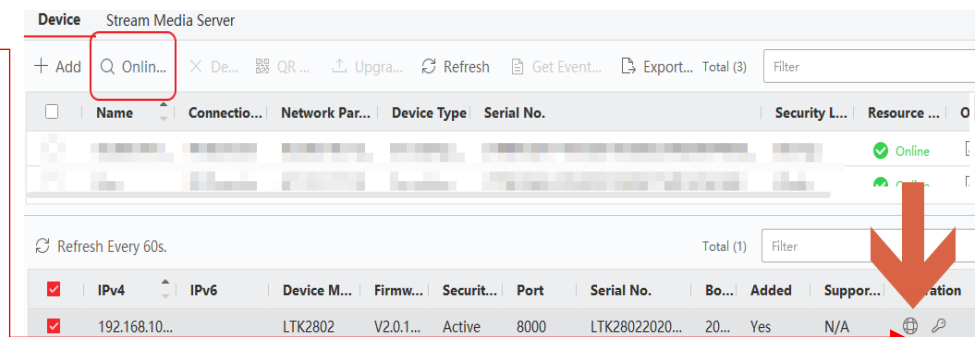 Device Stream Media Server
Add Onlin... De... QR ... Upgra... Refresh Get Event... Export... Total (3) Filter
Name Connectio... Network Par... Device Type Serial No. Security L... Resource ... O
Online
Refresh Every 60s. Total (1) Filter
IPv4 IPv6 Device M... Firmw... Securit... Port Serial No. Bo... Added Suppor... ration
192.168.10... LTK2802 V2.0.1... Active 8000 LTK28022020... 20... Yes N/A